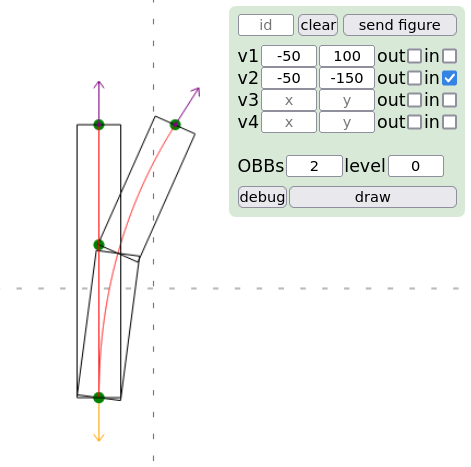 id clear send figure
v1 -50 100 out in
v2 -50 -150 out in
v3 x y out in
v4 x y out in
OBBs 2 level 0
debug draw